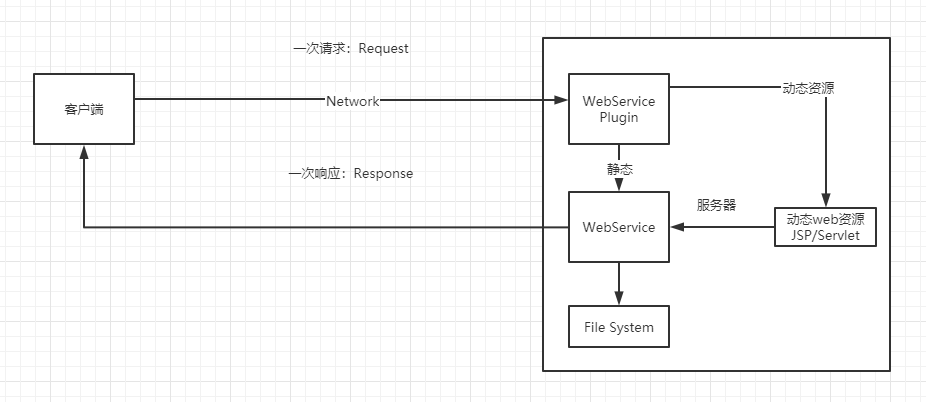 一次请求：Request
客户端
Network
WebService
Plugin
动态资源
静态
一次响应：Response
服务器
WebService
动态web资源
JSP/Servlet
File System